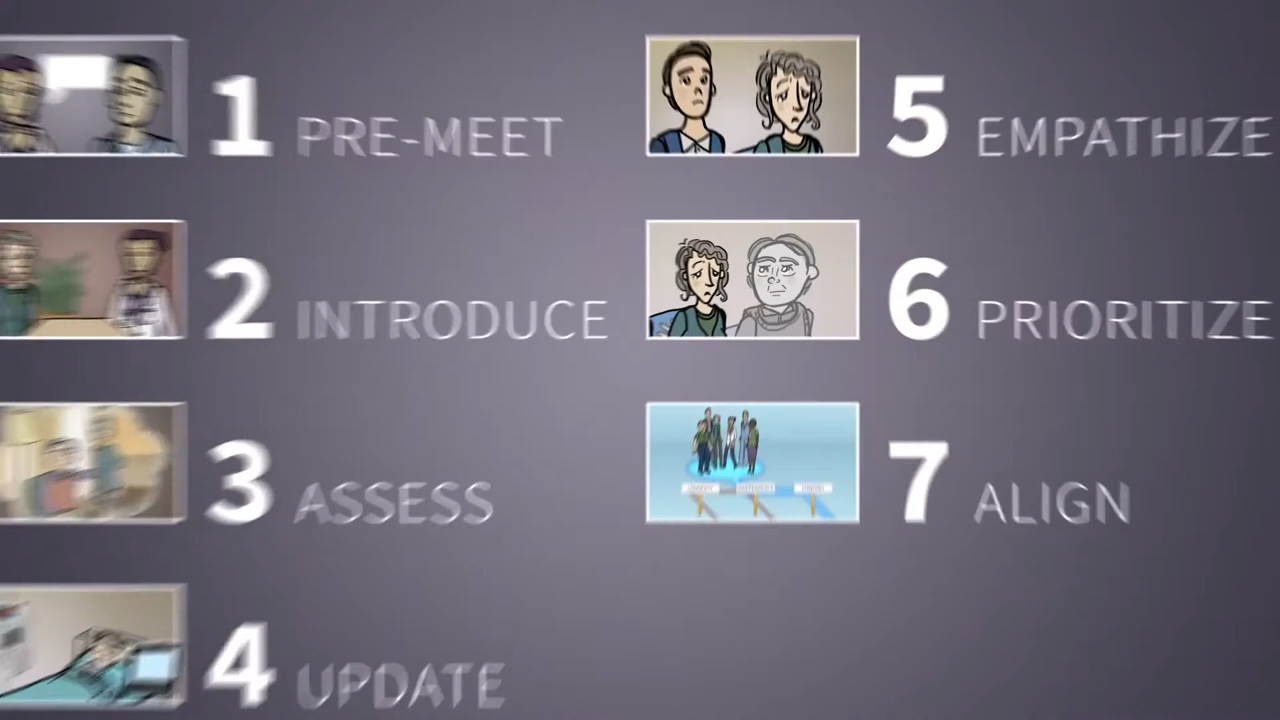 1 PRE-MEET
2 INTRODUCE
3 ASSESS
4 UPDATE
5 EMPATHIZE
6 PRIORITIZE
7 ALIGN